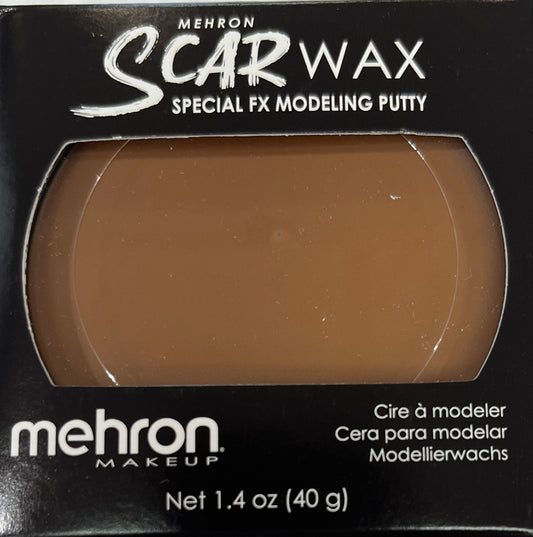 MEHRON
SCAR WAX
SPECIAL FX MODELING PUTTY
Cire à modeler
Cera para modelar
Modellierwachs
mehron.
MAKEUP
Net 1.4 oz (40 g)